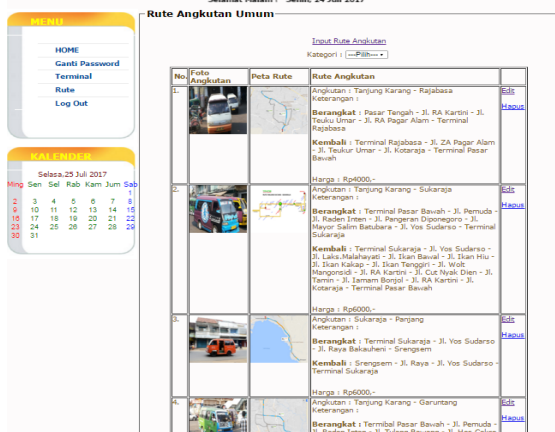 Selamat Malam : Senin, 24 Juli 2017
Rute Angkutan Umum
MENU
HOME
Ganti Password
Terminal
Rute
Log Out
KALENDER
Selasa,25 Juli 2017
Ming Sen Sel Rab Kam Jum Sab
1
2 3 4 5 6 7 8
9 10 11 12 13 14 15
16 17 18 19 20 21 22
23 24 25 26 27 28 29
30 31
Input Rute Angkutan
Kategori : ---Pilih---
No. Foto Angkutan Peta Rute Rute Angkutan
1.
Angkutan : Tanjung Karang - Rajabasa
Keterangan :
Berangkat : Pasar Tengah - Jl. RA Kartini - Jl.
Teuku Umar - Jl. RA Pagar Alam - Terminal
Rajabasa
Kembali : Terminal Rajabasa - Jl. ZA Pagar Alam
- Jl. Teukur Umar - Jl. Kotaraja - Terminal Pasar
Bawah
Harga : Rp4000,-
Edit
Hapus
2.
Angkutan : Tanjung Karang - Sukaraja
Keterangan :
Berangkat : Terminal Pasar Bawah - Jl. Pemuda -
Jl. Raden Inten - Jl. Pangeran Diponegoro - Jl.
Mayor Salim Batubara - Jl. Yos Sudarso - Terminal
Sukaraja
Kembali : Terminal Sukaraja - Jl. Yos Sudarso -
Jl. Laks.Malahayati - Jl. Ikan Bawal - Jl. Ikan Hiu -
Jl. Ikan Kakap - Jl. Ikan Tenggiri - Jl. Wolt
Mangonsidi - Jl. RA Kartini - Jl. Cut Nyak Dien - Jl.
Tamin - Jl. Iamam Bonjol - Jl. RA Kartini - Jl.
Kotaraja - Terminal Pasar Bawah
Harga : Rp6000,-
Edit
Hapus
3.
Angkutan : Sukaraja - Panjang
Keterangan :
Berangkat : Terminal Sukaraja - Jl. Yos Sudarso
- Jl. Raya Bakauheni - Srengsem
Kembali : Srengsem - Jl. Raya - Jl. Yos Sudarso -
Terminal Sukaraja
Harga : Rp6000,-
Edit
Hapus
4.
Angkutan : Tanjung Karang - Garuntang
Keterangan :
Berangkat : Termibal Pasar Bawah - Jl. Pemuda -
Edit
Hapus